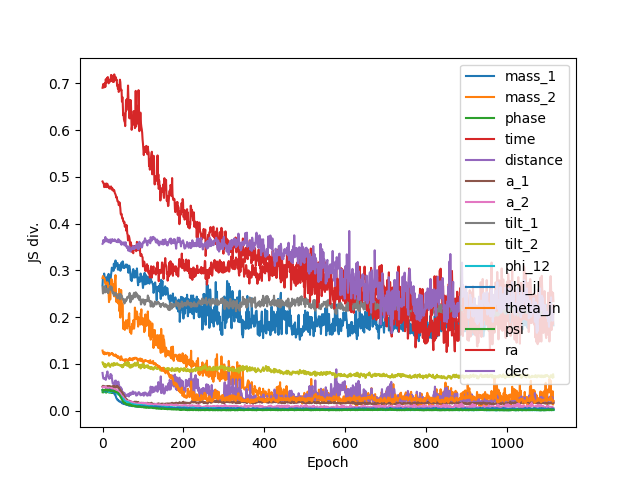 0.7
0.6
0.5
0.4
0.3
0.2
0.1
0.0
JS div.
0 200 400 600 800 1000
Epoch
mass_1
mass_2
phase
time
distance
a_1
a_2
tilt_1
tilt_2
phi_12
phi_jl
theta_jn
psi
ra
dec